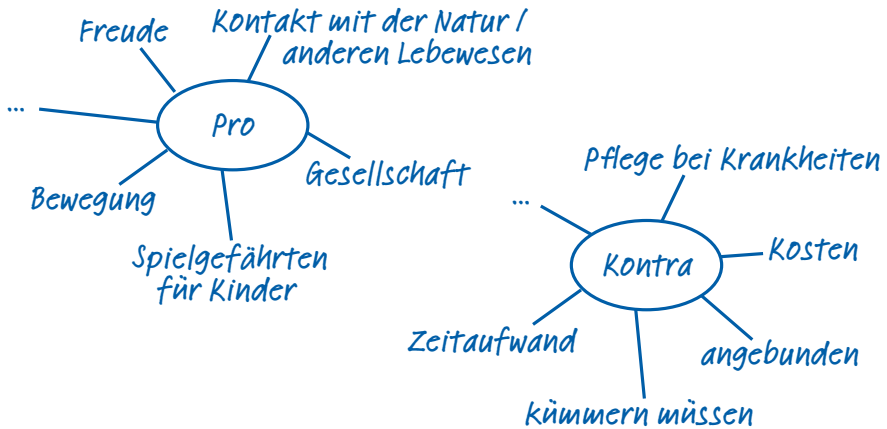 Freude
Kontakt mit der Natur /
anderen Lebewesen
...
Pro
Gesellschaft
Bewegung
Spielgefährten
für Kinder
Pflege bei Krankheiten
...
Kontra
Kosten
Zeitaufwand
angebunden
kümmern müssen